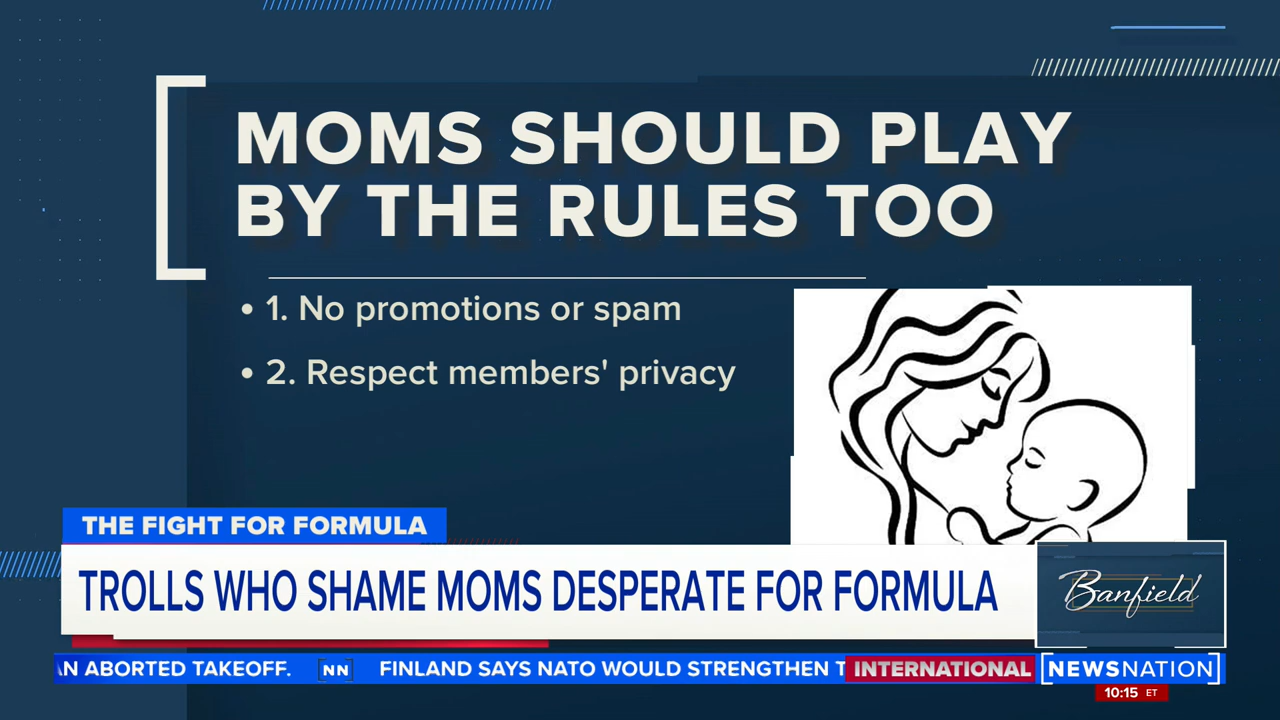 MOMS SHOULD PLAY
BY THE RULES TOO
• 1. No promotions or spam
• 2. Respect members' privacy
THE FIGHT FOR FORMULA
TROLLS WHO SHAME MOMS DESPERATE FOR FORMULA
Banfield
N ABORTED TAKEOFF. NN FINLAND SAYS NATO WOULD STRENGTHEN INTERNATIONAL NEWSNATION
10:15 ET